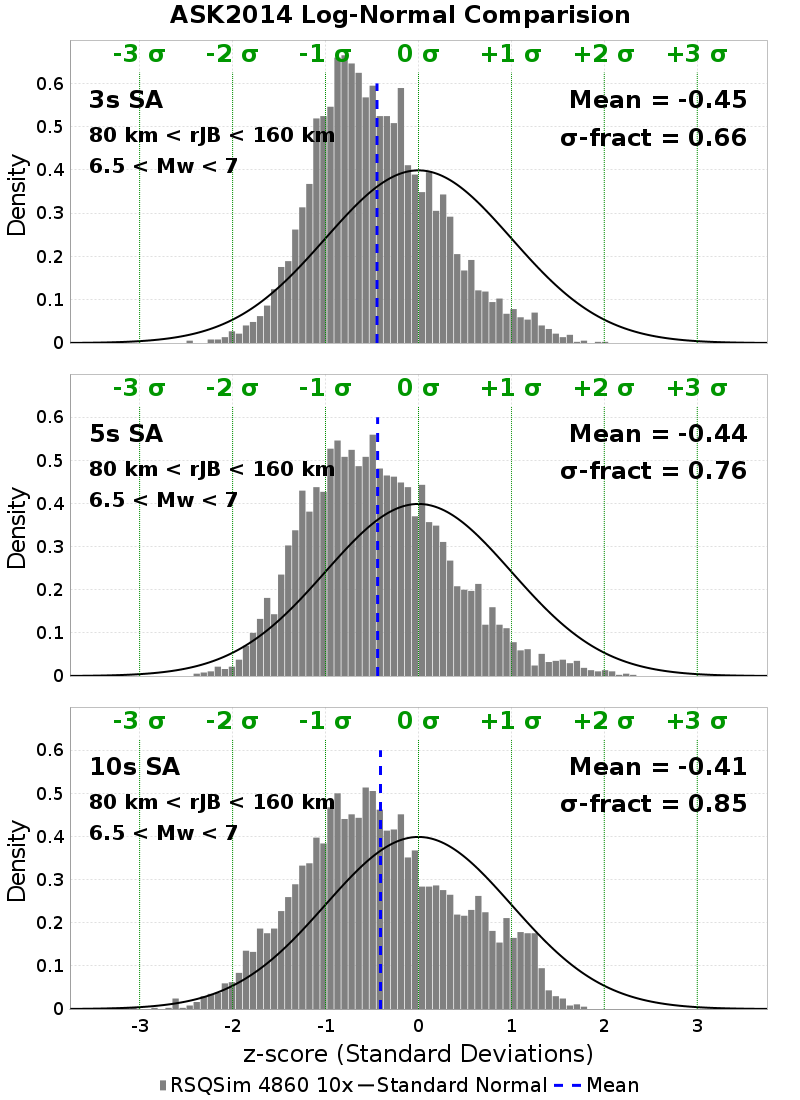 ASK2014 Log-Normal Comparision
-3 σ -2 σ -1 σ 0 σ +1 σ +2 σ +3 σ
0.6
3s SA
Mean = -0.45
0.5
80 km < rJB < 160 km
σ-fract = 0.66
0.4
6.5 < Mw < 7
0.3
0.2
0.1
0
Density
-3 σ -2 σ -1 σ 0 σ +1 σ +2 σ +3 σ
0.6
5s SA
Mean = -0.44
0.5
80 km < rJB < 160 km
σ-fract = 0.76
0.4
6.5 < Mw < 7
0.3
0.2
0.1
0
Density
-3 σ -2 σ -1 σ 0 σ +1 σ +2 σ +3 σ
0.6
10s SA
Mean = -0.41
0.5
80 km < rJB < 160 km
σ-fract = 0.85
0.4
6.5 < Mw < 7
0.3
0.2
0.1
0
Density
-3 -2 -1 0 1 2 3
z-score (Standard Deviations)
RSQSim 4860 10x Standard Normal Mean